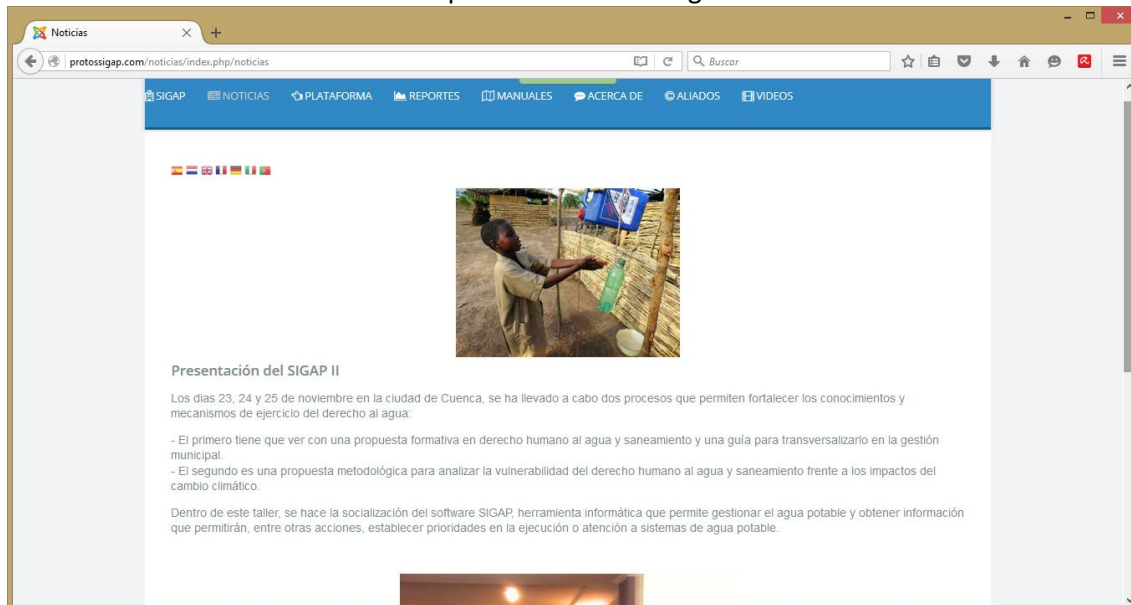 Noticias
protossigap.com/noticias/index.php/noticias
Buscar
SIGAP NOTICIAS PLATAFORMA REPORTES MANUALES ACERCA DE ALIADOS VIDEOS
Presentación del SIGAP II
Los dias 23, 24 y 25 de noviembre en la ciudad de Cuenca, se ha llevado a cabo dos procesos que permiten fortalecer los conocimientos y
mecanismos de ejercicio del derecho al agua:
- El primero tiene que ver con una propuesta formativa en derecho humano al agua y saneamiento y una guía para transversalizarlo en la gestión
municipal.
- El segundo es una propuesta metodológica para analizar la vulnerabilidad del derecho humano al agua y saneamiento frente a los impactos del
cambio climático.
Dentro de este taller, se hace la socialización del software SIGAP, herramienta informática que permite gestionar el agua potable y obtener información
que permitirán, entre otras acciones, establecer prioridades en la ejecución o atención a sistemas de agua potable.